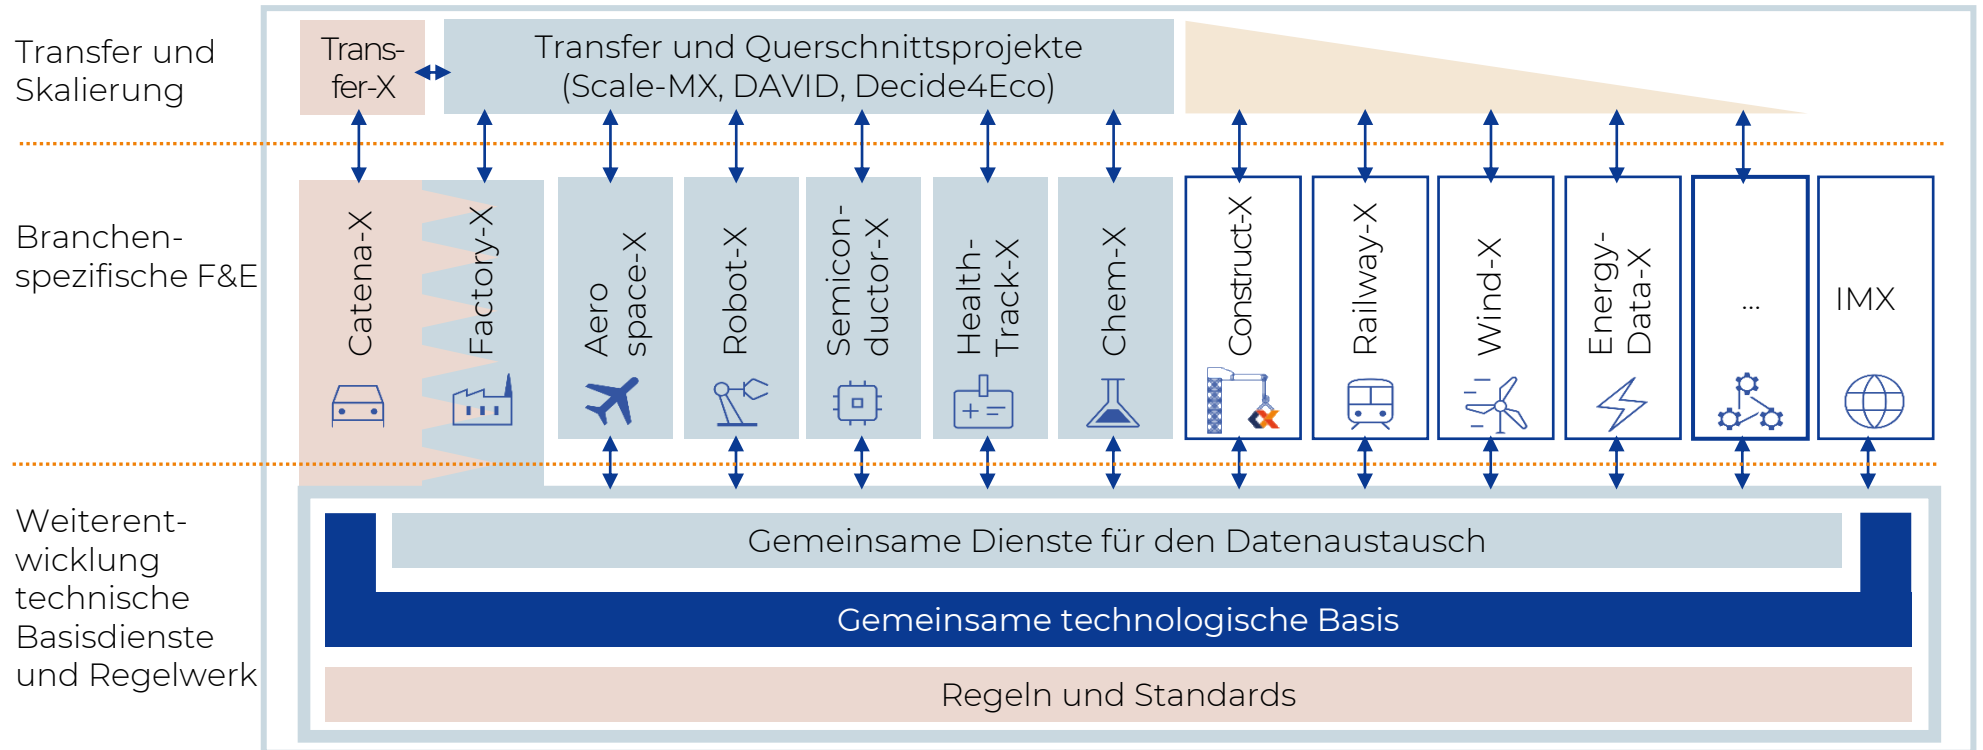 Transfer und
Skalierung
Trans-
fer-X
Transfer und Querschnittsprojekte
(Scale-MX, DAVID, Decide4Eco)
Branchen-
spezifische F&E
Catena-X
Factory-X
Aero
space-X
Robot-X
Semicon-
ductor-X
Health-
Track-X
Chem-X
Construct-X
Railway-X
Wind-X
Energy-
Data-X
...
IMX
Weiterent-
wicklung
technische
Basisdienste
und Regelwerk
Gemeinsame Dienste für den Datenaustausch
Gemeinsame technologische Basis
Regeln und Standards